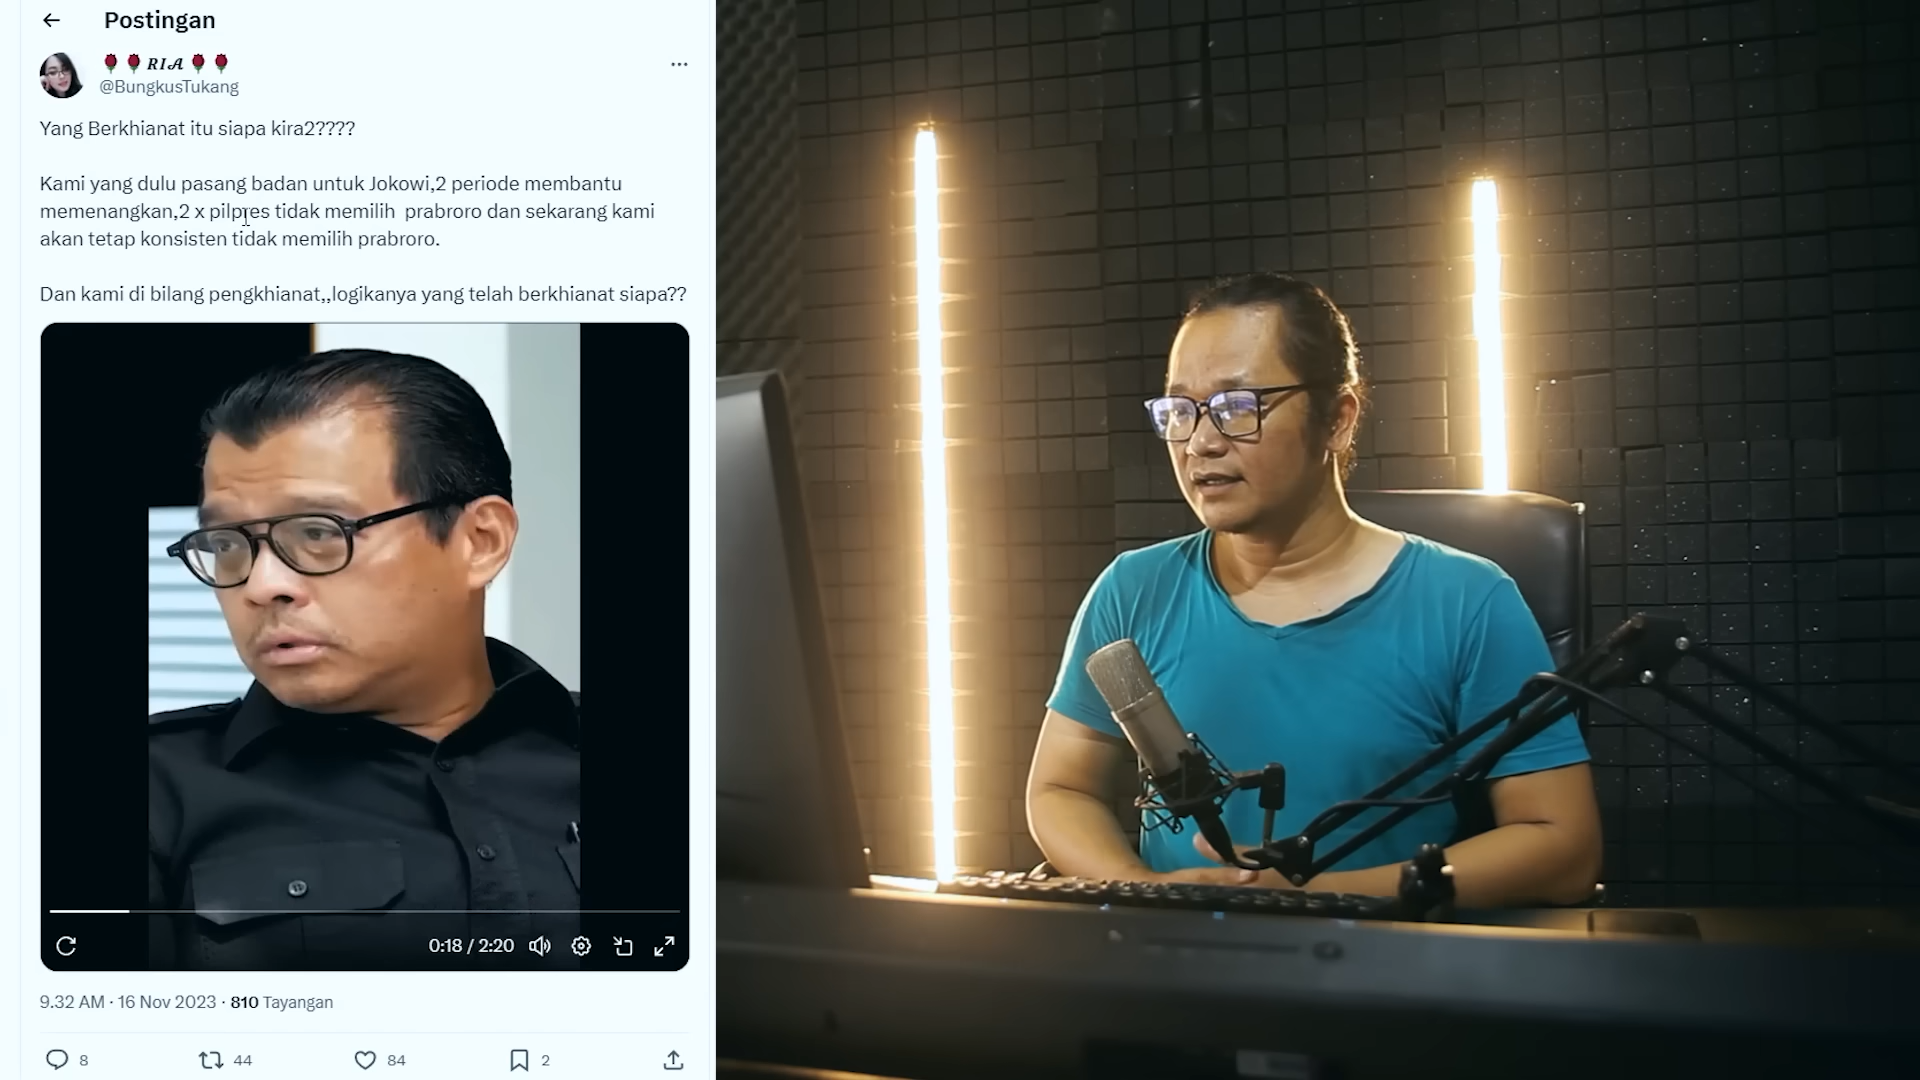 Postingan
🌹🌹 RIA 🌹🌹
@BungkusTukang
Yang Berkhianat itu siapa kira2????
Kami yang dulu pasang badan untuk Jokowi,2 periode membantu
memenangkan,2 x pilpres tidak memilih  prabroro dan sekarang kami
akan tetap konsisten tidak memilih prabroro.
Dan kami di bilang pengkhianat,,logikanya yang telah berkhianat siapa??
0:18 / 2:20
9.32 AM · 16 Nov 2023 · 810 Tayangan
8 44 84 2